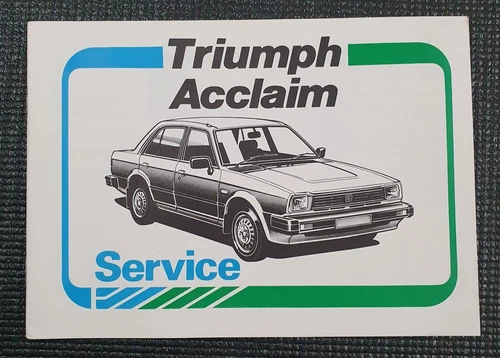 Triumph
Acclaim
Service